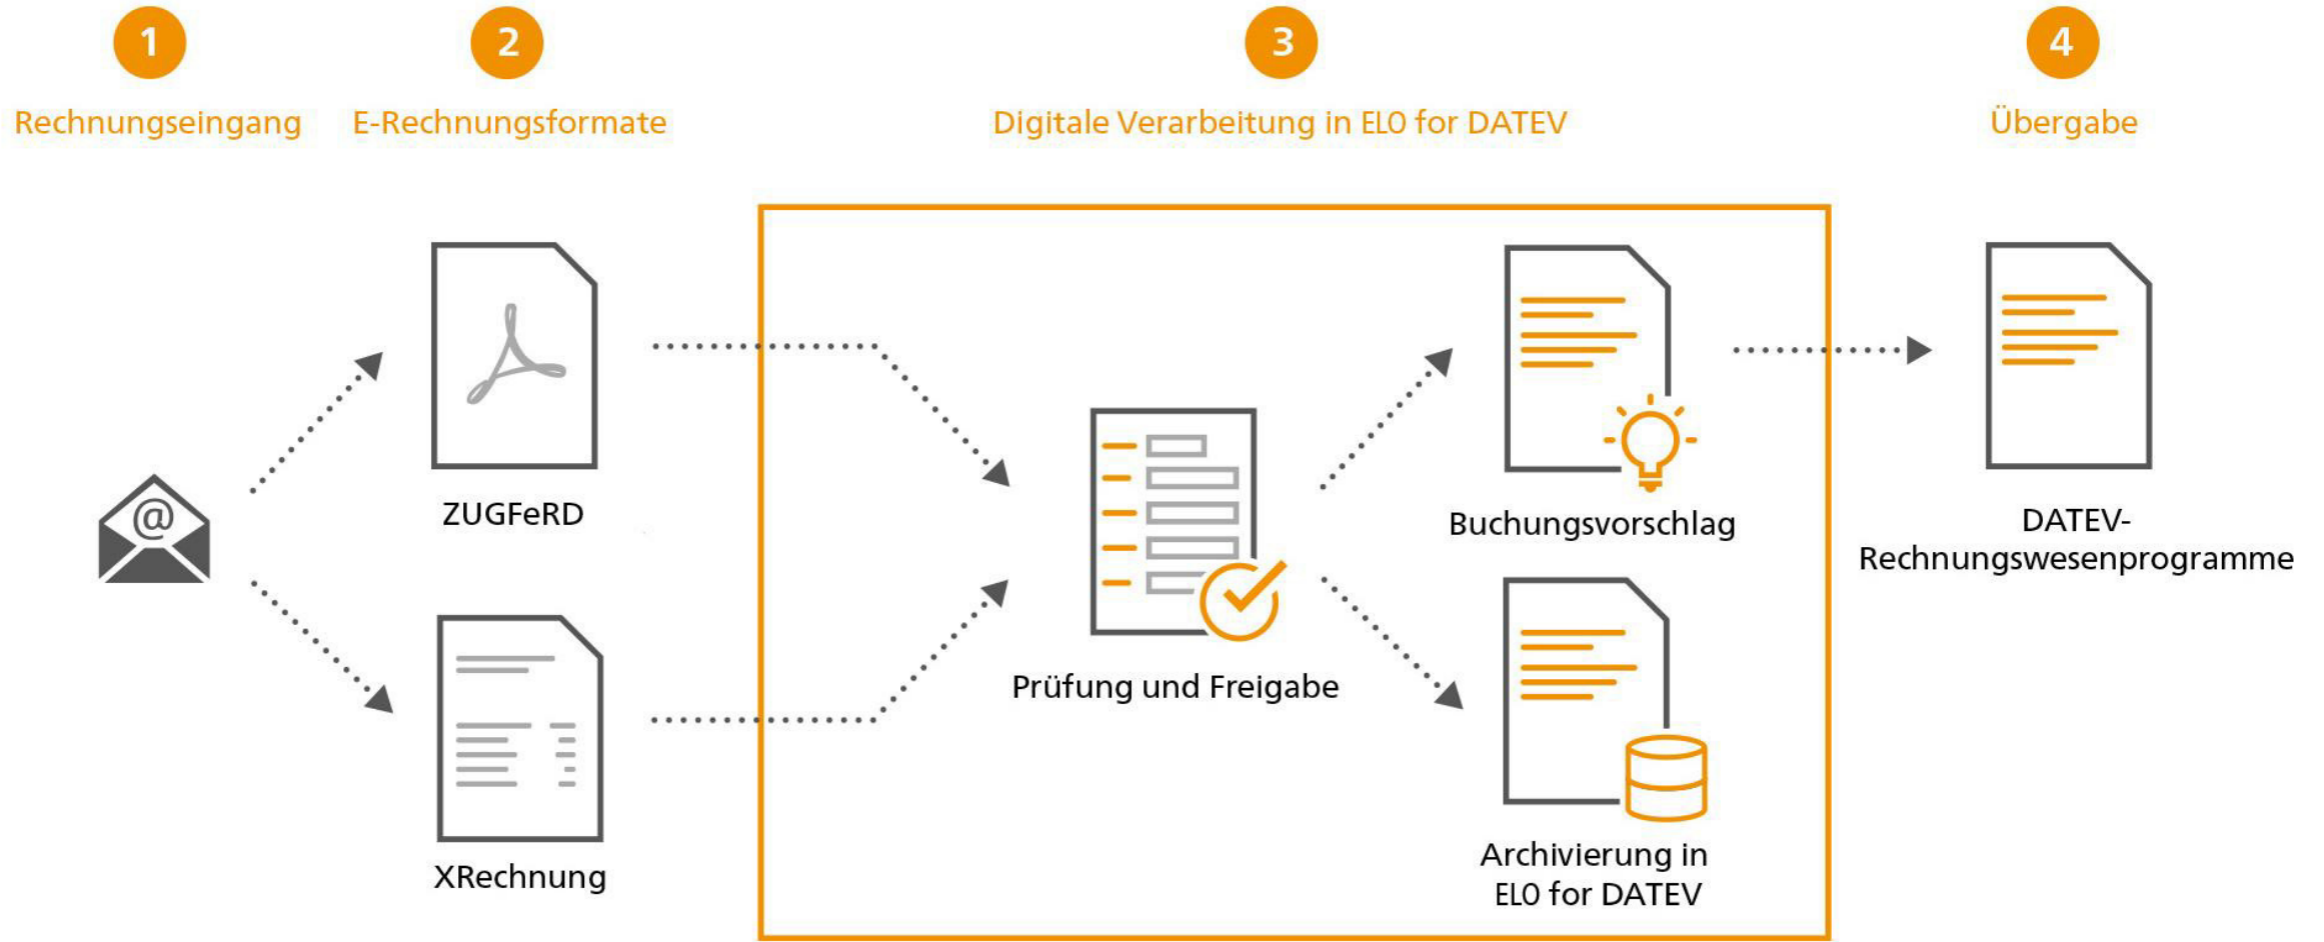 1
Rechnungseingang
2
E-Rechnungsformate
3
Digitale Verarbeitung in ELO for DATEV
4
Übergabe
@
ZUGFeRD
XRechnung
Prüfung und Freigabe
Buchungsvorschlag
Archivierung in
ELO for DATEV
DATEV-
Rechnungswesenprogramme